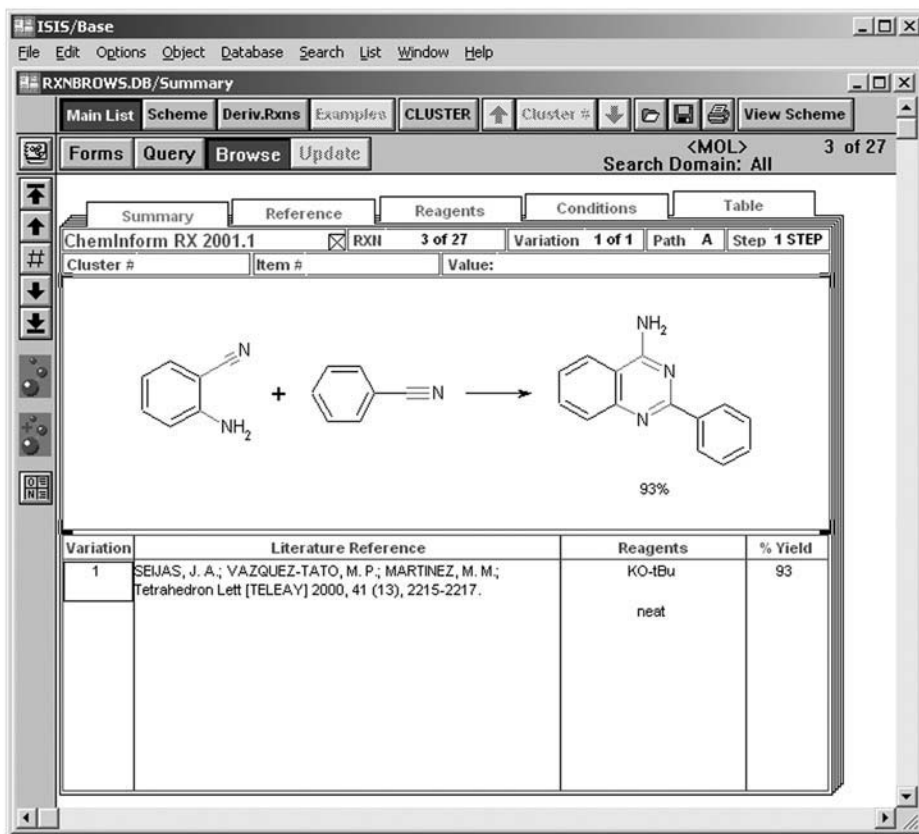 ISIS/Base
File Edit Options Object Database Search List Window Help
RXNBROWS.DB/Summary
Main List Scheme Deriv.Rxns Examples CLUSTER Cluster # View Scheme
Forms Query Browse Update <MOL> 3 of 27
Search Domain: All
Summary Reference Reagents Conditions Table
ChemInform RX 2001.1 RXN 3 of 27 Variation 1 of 1 Path A Step 1 STEP
Cluster # Item # Value:
#
NH2
N
N
NH2
+
N
N
93%
Variation Literature Reference Reagents % Yield
1 SEIJAS, J. A.; VAZQUEZ-TATO, M. P.; MARTINEZ, M. M.; KO-tBu 93
Tetrahedron Lett [TELEAY] 2000, 41 (13), 2215-2217.
neat